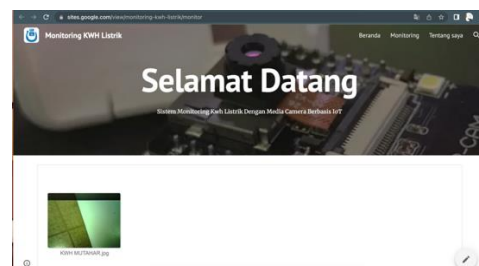 sites.google.com/view/monitoring-kwh-listrik/monitor
Monitoring KWH Listrik
Beranda Monitoring Tentang saya
Selamat Datang
Sistem Monitoring Kwh Listrik Dengan Media Camera Berbasis IoT
KWH MUTAHAR.jpg